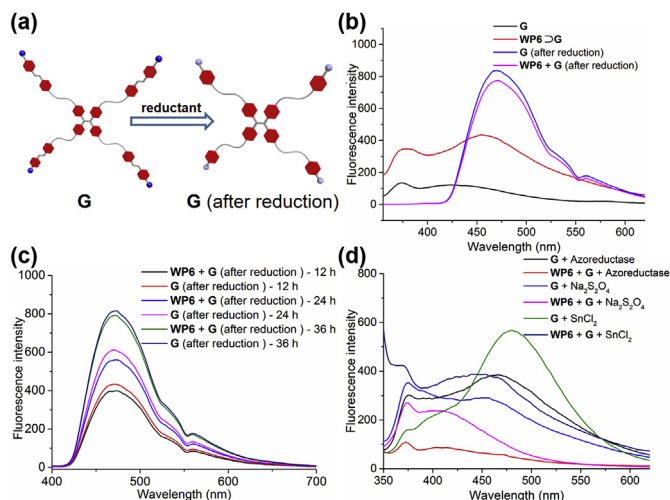 (a)
reductant
G
G (after reduction)
(b)
G
WP6 ⊃G
G (after reduction)
WP6 + G (after reduction)
Fluorescence intensity
1000
800
600
400
200
0
400
450
500
550
600
Wavelength (nm)
(c)
WP6 + G (after reduction ) - 12 h
G (after reduction ) - 12 h
WP6 + G (after reduction ) - 24 h
G (after reduction ) - 24 h
WP6 + G (after reduction ) - 36 h
G (after reduction ) - 36 h
Fluorescence intensity
1000
800
600
400
200
0
400
500
600
700
Wavelength (nm)
(d)
G + Azoreductase
WP6 + G + Azoreductase
G + Na₂S₂O₄
WP6 + G + Na₂S₂O₄
G + SnCl₂
WP6 + G + SnCl₂
Fluorescence intensity
800
600
400
200
0
350
400
450
500
550
600
Wavelength (nm)